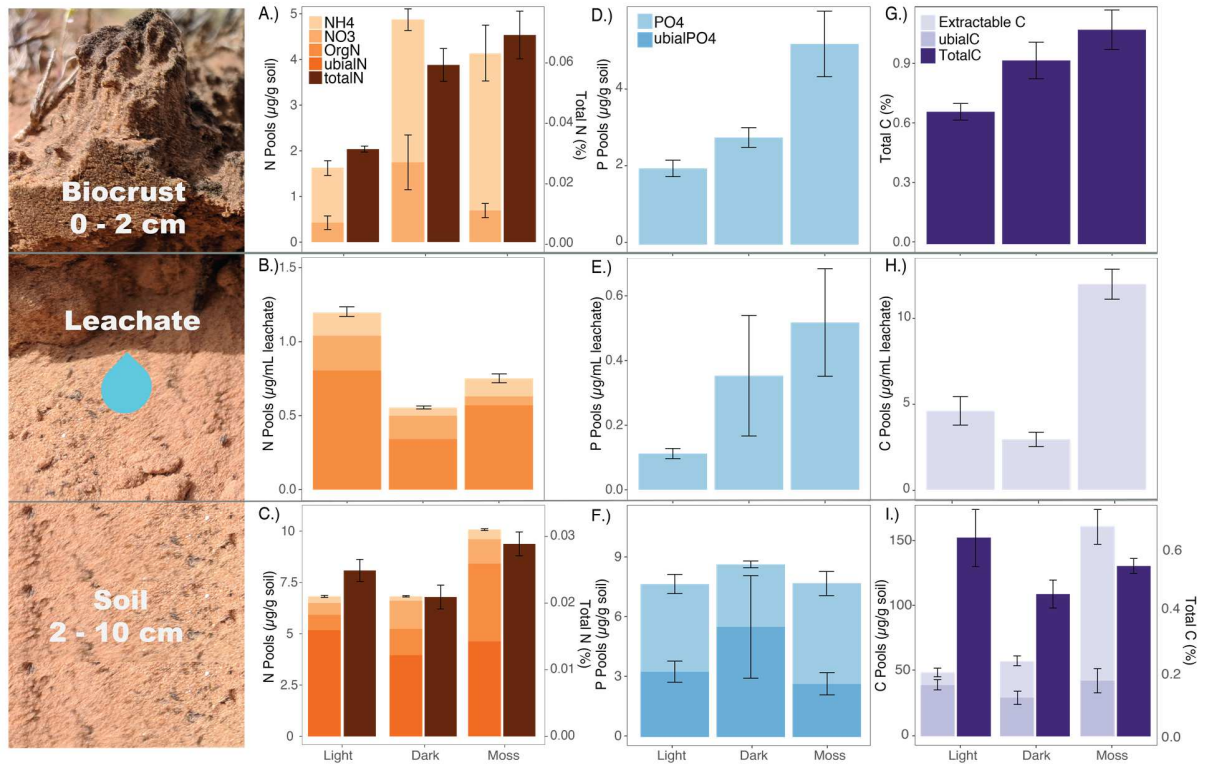 A.)
NH4
NO3
OrgN
ubialN
totalN
N Pools (µg/g soil)
5
4
3
2
1
0
Total N (%)
0.06
0.04
0.02
0.00
D.)
PO4
ubialPO4
P Pools (µg/g soil)
4
2
0
G.)
Extractable C
ubialC
TotalC
Total C (%)
0.9
0.6
0.3
0.0
Biocrust
0 - 2 cm
B.)
N Pools (µg/mL leachate)
1.5
1.0
0.5
0.0
E.)
P Pools (µg/mL leachate)
0.6
0.4
0.2
0.0
H.)
C Pools (µg/mL leachate)
10
5
0
Leachate
C.)
N Pools (µg/g soil)
10
7.5
5
2.5
0
Total N (%)
0.03
0.02
0.01
0.00
Light Dark Moss
F.)
P Pools (µg/g soil)
9
6
3
0
Light Dark Moss
I.)
C Pools (µg/g soil)
150
100
50
0
Total C (%)
0.6
0.4
0.2
0.0
Light Dark Moss
Soil
2 - 10 cm